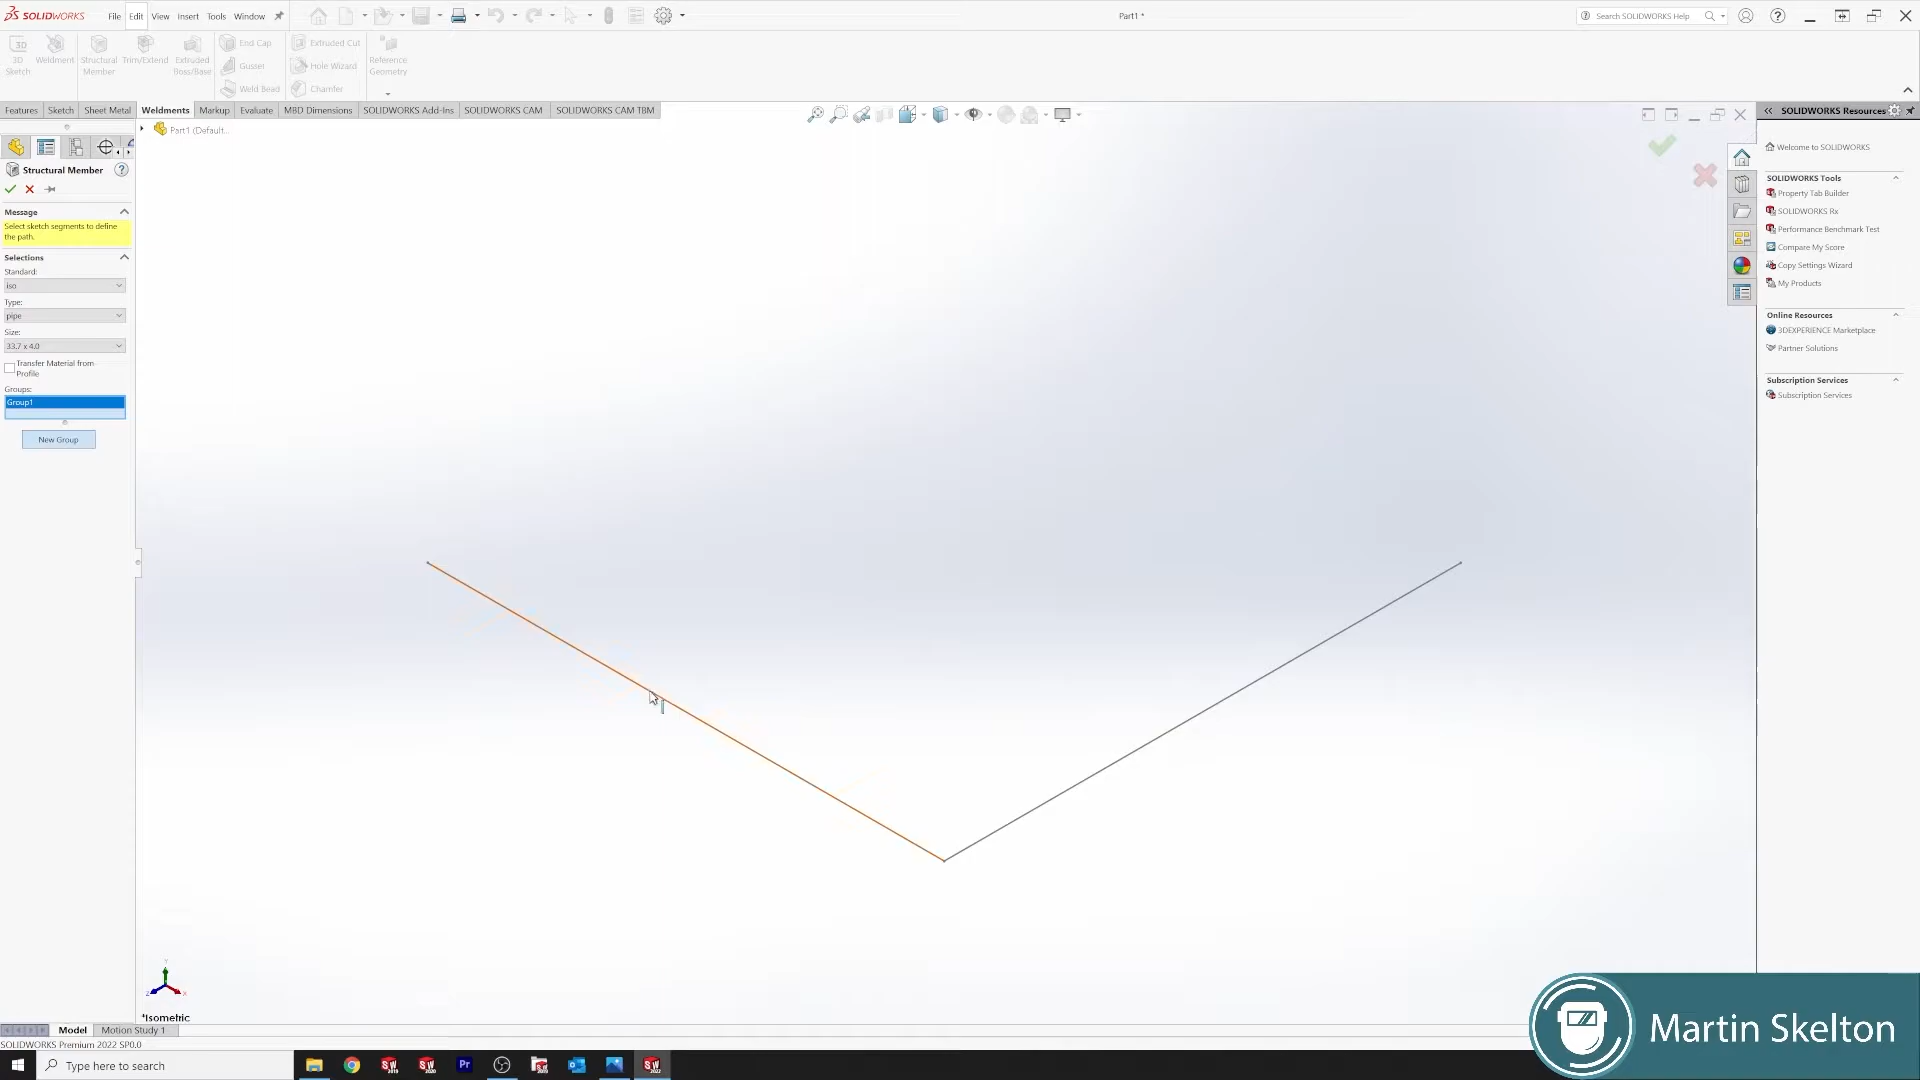 SOLIDWORKS
File
Edit
View
Insert
Tools
Window
Part1 *
Search SOLIDWORKS Help
3D
Sketch
Weldment
Structural
Member
Trim/Extend
Extruded
Boss/Base
End Cap
Gusset
Weld Bead
Extruded Cut
Hole Wizard
Chamfer
Reference
Geometry
Features
Sketch
Sheet Metal
Weldments
Markup
Evaluate
MBD Dimensions
SOLIDWORKS Add-Ins
SOLIDWORKS CAM
SOLIDWORKS CAM TBM
Part1 (Default...
Structural Member
Message
Select sketch segments to define
the path.
Selections
Standard:
iso
Type:
pipe
Size:
33.7 x 4.0
Transfer Material from
Profile
Groups:
Group1
New Group
SOLIDWORKS Resources
Welcome to SOLIDWORKS
SOLIDWORKS Tools
Property Tab Builder
SOLIDWORKS Rx
Performance Benchmark Test
Compare My Score
Copy Settings Wizard
My Products
Online Resources
3DEXPERIENCE Marketplace
Partner Solutions
Subscription Services
Subscription Services
Y
Z
X
*Isometric
Model
Motion Study 1
SOLIDWORKS Premium 2022 SP0.0
Type here to search
Martin Skelton